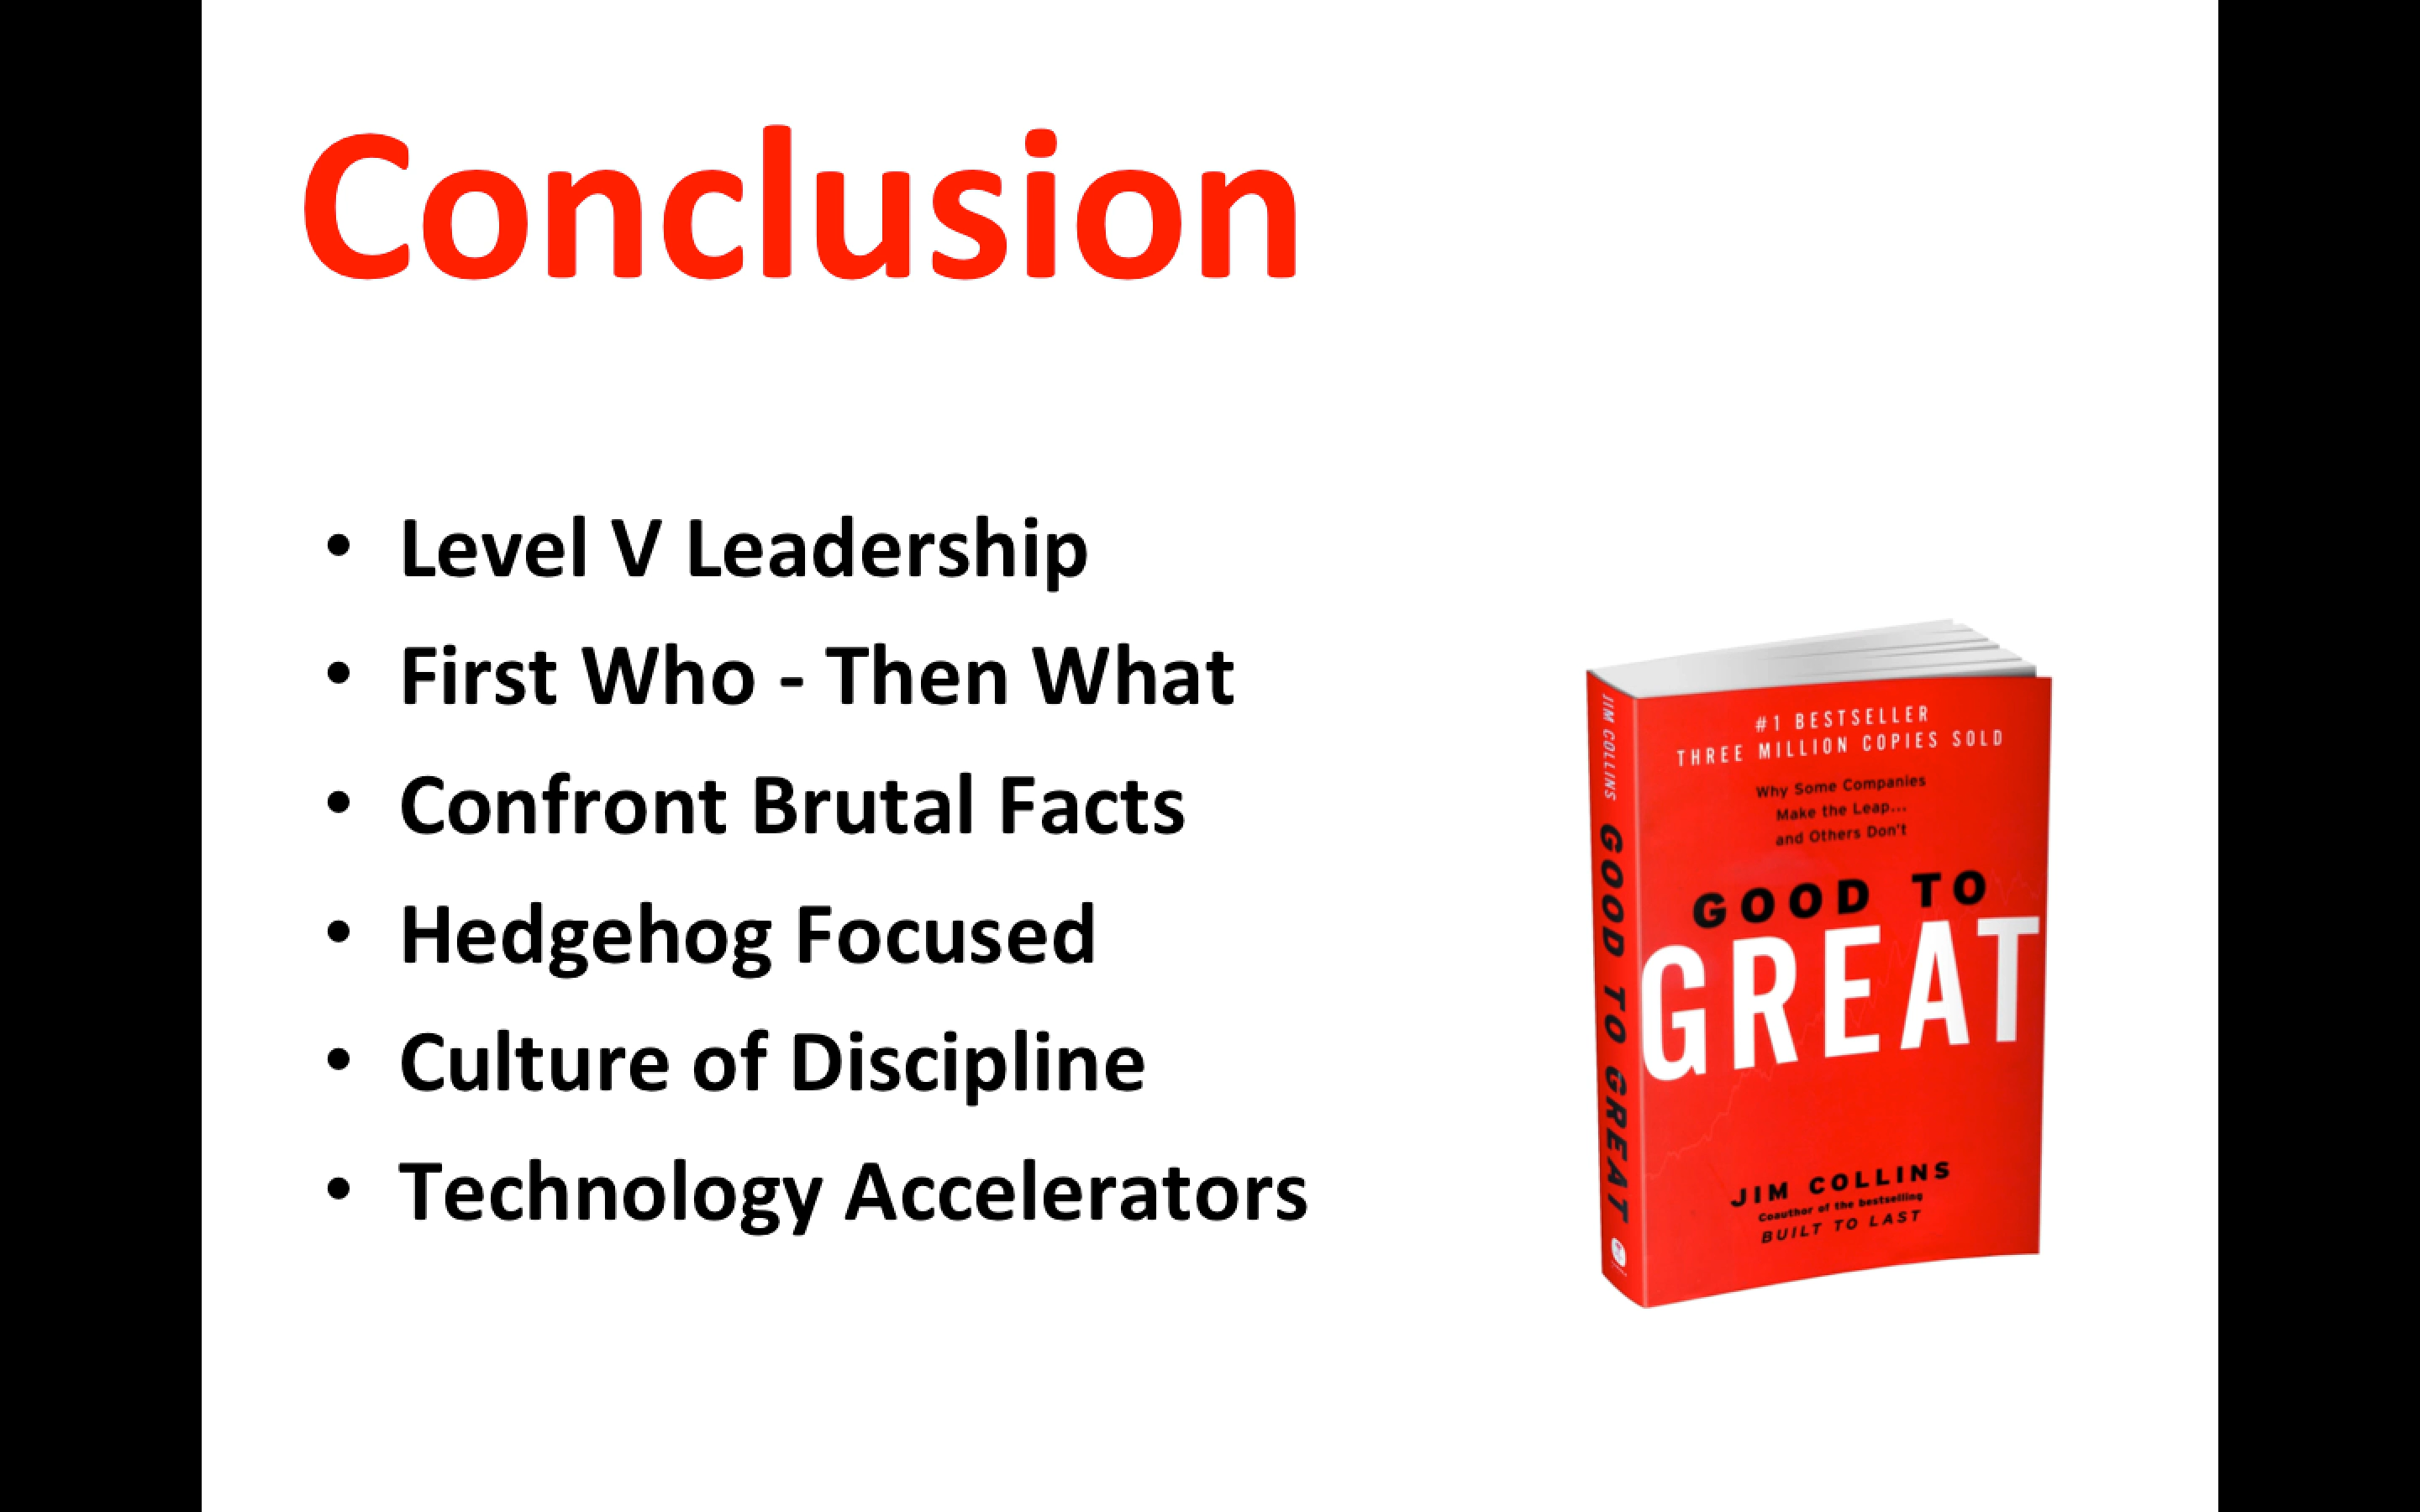 Conclusion
• Level V Leadership
• First Who - Then What
• Confront Brutal Facts
• Hedgehog Focused
• Culture of Discipline
• Technology Accelerators
JIM COLLINS GOOD TO GREAT
#1 BESTSELLER
THREE MILLION COPIES SOLD
Why Some Companies
Make the Leap...
and Others Don't
GOOD TO
GREAT
JIM COLLINS
Coauthor of the bestselling
BUILT TO LAST